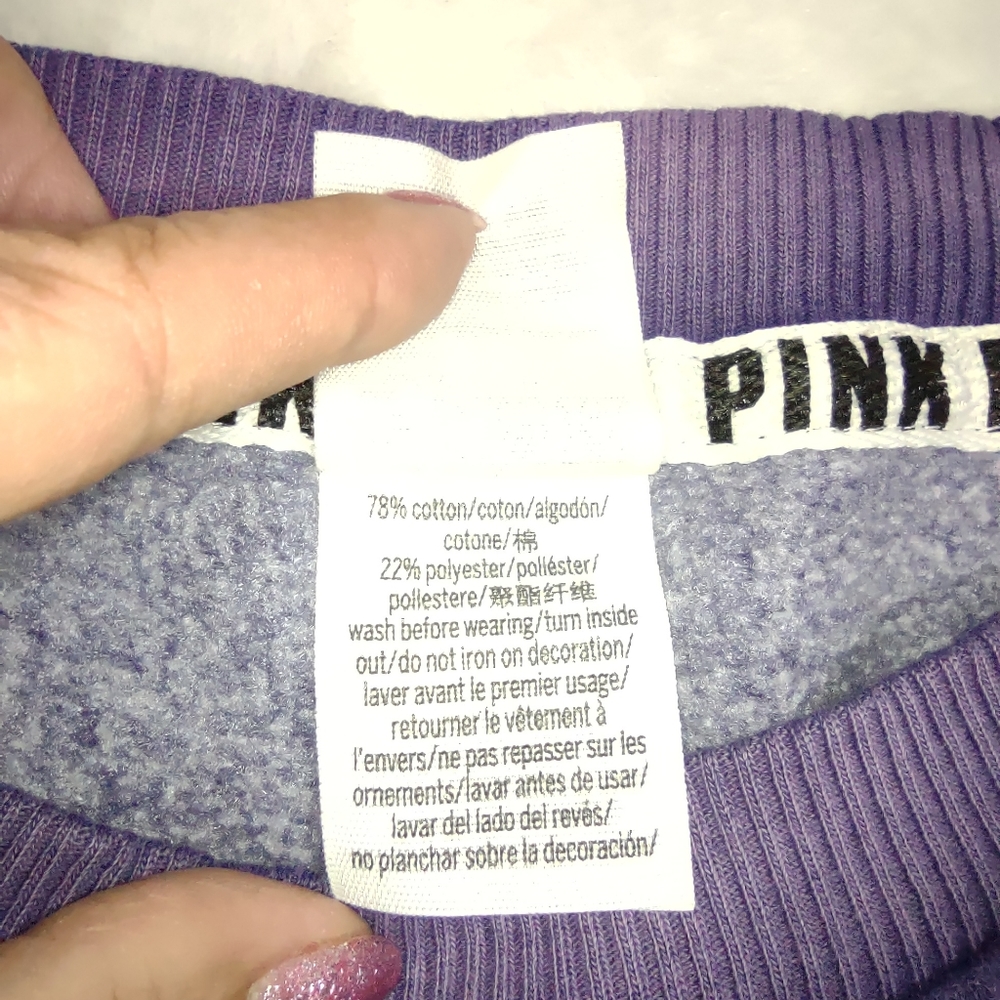 PINK
78% cotton/coton/algodón/
cotone/棉
22% polyester/poliéster/
poliestere/聚酯纤维
wash before wearing/turn inside
out/do not iron on decoration/
laver avant le premier usage/
retourner le vêtement à
l'envers/ne pas repasser sur les
ornements/lavar antes de usar/
lavar del lado del revés/
no planchar sobre la decoración/